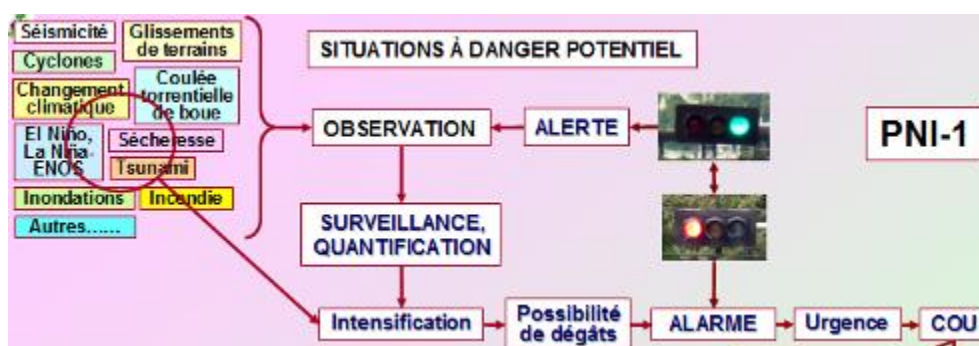 Séismicité
Glissements
de terrains
Cyclones
Changement
climatique
Coulée
torrentielle
de boue
El Niño,
La Niña-
ENOS
Sécheresse
Tsunami
Inondations
Incendie
Autres......
SITUATIONS À DANGER POTENTIEL
OBSERVATION
ALERTE
PNI-1
SURVEILLANCE,
QUANTIFICATION
Intensification
Possibilité
de dégâts
ALARME
Urgence
COU